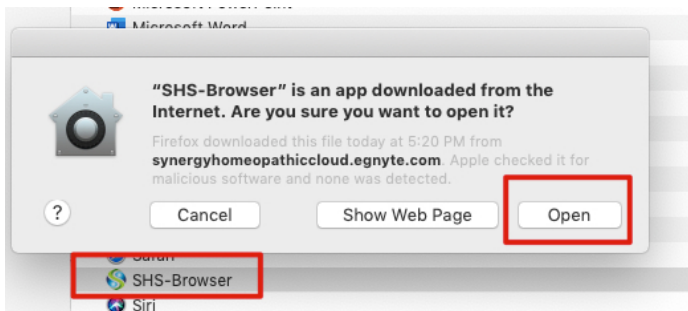 Microsoft Word
“SHS-Browser” is an app downloaded from the
Internet. Are you sure you want to open it?
Firefox downloaded this file today at 5:20 PM from
synergyhomeopathiccloud.egnyte.com. Apple checked it for
malicious software and none was detected.
?
Cancel
Show Web Page
Open
Safari
SHS-Browser
Siri